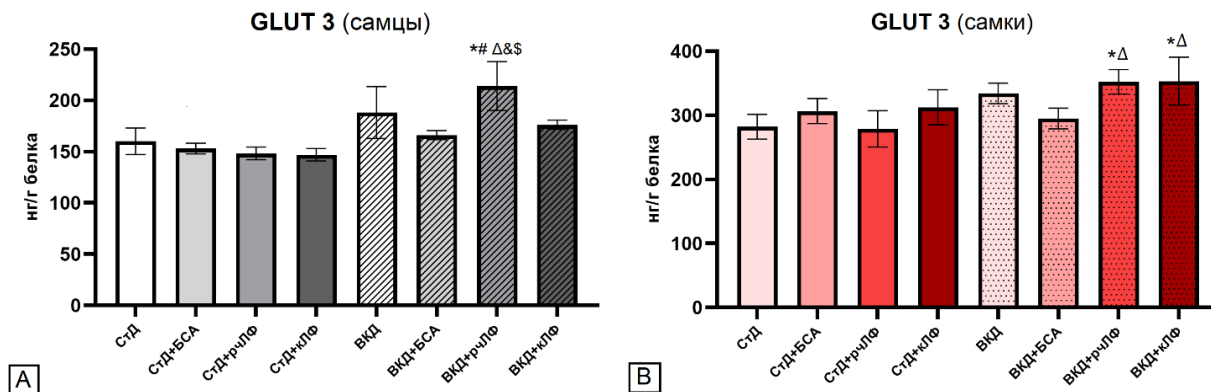 GLUT 3 (самцы)
250
200
150
100
50
0
нг/г белка
*# Δ&$
СтД
СтД+БСА
СтД+рчЛФ
СтД+кЛФ
ВКД
ВКД+БСА
ВКД+рчЛФ
ВКД+кЛФ
A
GLUT 3 (самки)
400
300
300
200
100
0
нг/г белка
*Δ
*Δ
СтД
СтД+БСА
СтД+рчЛФ
СтД+кЛФ
ВКД
ВКД+БСА
ВКД+рчЛФ
ВКД+кЛФ
B